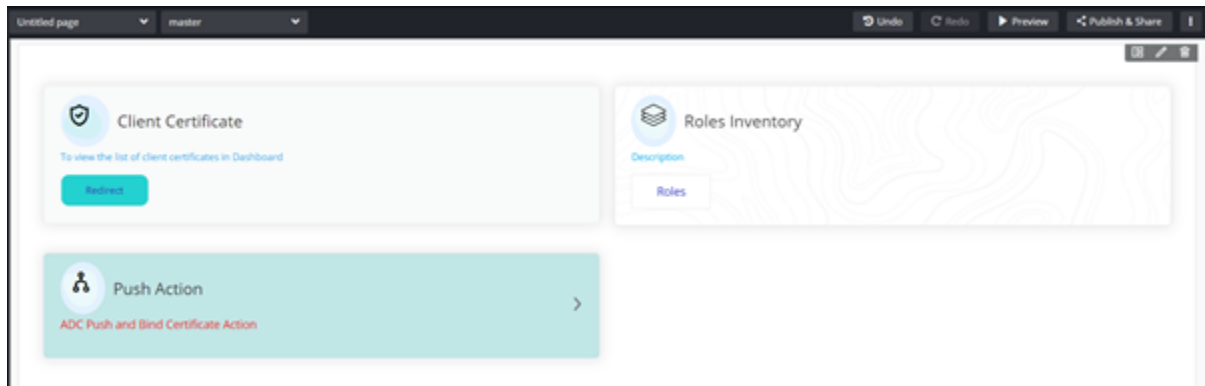 Untitled page
master
Undo
Redo
Preview
Publish & Share
Client Certificate
To view the list of client certificates in Dashboard
Redirect
Roles Inventory
Description
Roles
Push Action
ADC Push and Bind Certificate Action